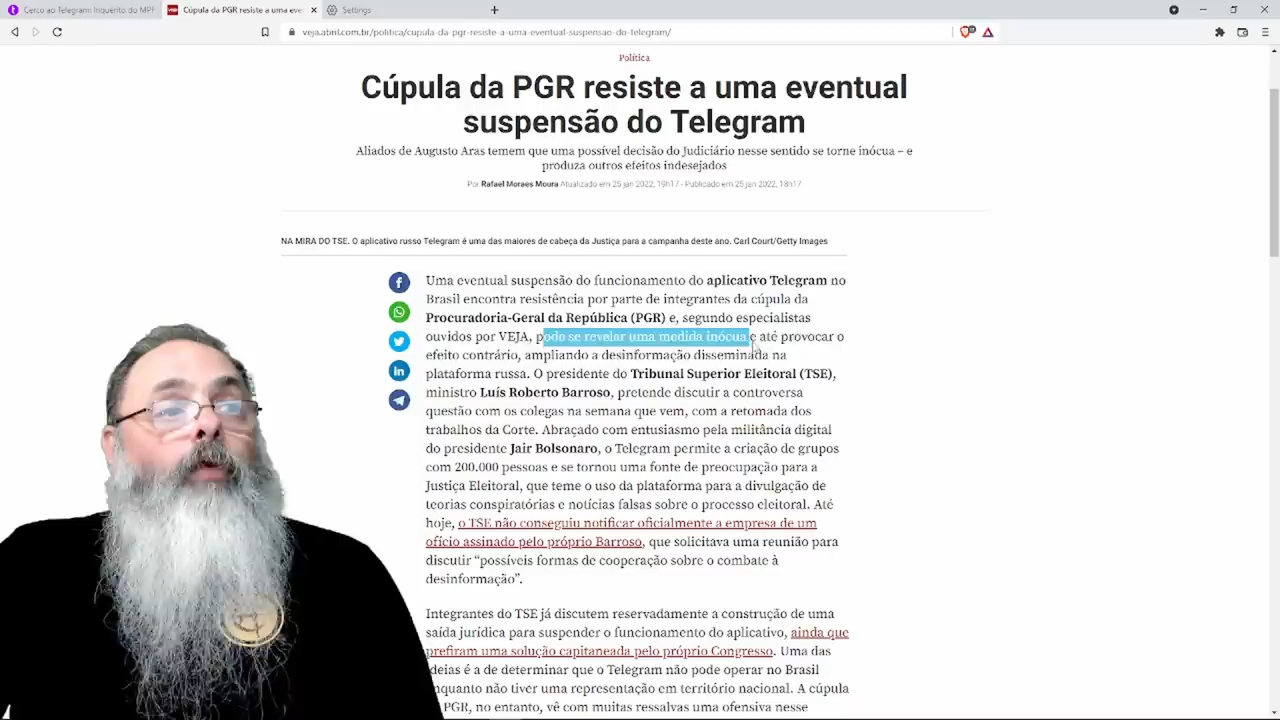 Cerco ao Telegram: Inquérito do MPF
Cúpula da PGR resiste a uma eve
Settings
veja.abril.com.br/politica/cupula-da-pgr-resiste-a-uma-eventual-suspensao-do-telegram/
Política
Cúpula da PGR resiste a uma eventual
suspensão do Telegram
Aliados de Augusto Aras temem que uma possível decisão do Judiciário nesse sentido se torne inócua – e
produza outros efeitos indesejados
Por Rafael Moraes Moura Atualizado em 25 jan 2022, 19h17 - Publicado em 25 jan 2022, 18h17
NA MIRA DO TSE. O aplicativo russo Telegram é uma das maiores de cabeça da Justiça para a campanha deste ano. Carl Court/Getty Images
Uma eventual suspensão do funcionamento do aplicativo Telegram no
Brasil encontra resistência por parte de integrantes da cúpula da
Procuradoria-Geral da República (PGR) e, segundo especialistas
ouvidos por VEJA, pode se revelar uma medida inócua e até provocar o
efeito contrário, ampliando a desinformação disseminada na
plataforma russa. O presidente do Tribunal Superior Eleitoral (TSE),
ministro Luís Roberto Barroso, pretende discutir a controversa
questão com os colegas na semana que vem, com a retomada dos
trabalhos da Corte. Abraçado com entusiasmo pela militância digital
do presidente Jair Bolsonaro, o Telegram permite a criação de grupos
com 200.000 pessoas e se tornou uma fonte de preocupação para a
Justiça Eleitoral, que teme o uso da plataforma para a divulgação de
teorias conspiratórias e notícias falsas sobre o processo eleitoral. Até
hoje, o TSE não conseguiu notificar oficialmente a empresa de um
ofício assinado pelo próprio Barroso, que solicitava uma reunião para
discutir “possíveis formas de cooperação sobre o combate à
desinformação”.
Integrantes do TSE já discutem reservadamente a construção de uma
saída jurídica para suspender o funcionamento do aplicativo, ainda que
prefiram uma solução capitaneada pelo próprio Congresso. Uma das
ideias é a de determinar que o Telegram não pode operar no Brasil
enquanto não tiver uma representação em território nacional. A cúpula
PGR, no entanto, vê com muitas ressalvas uma ofensiva nesse